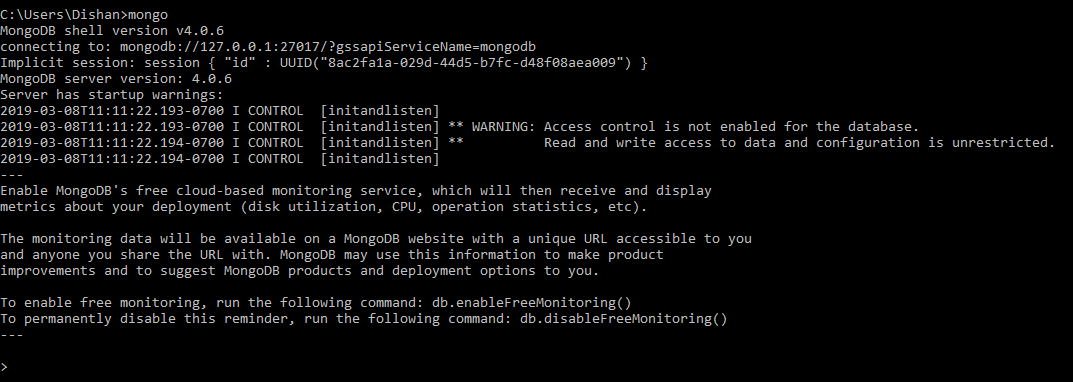 C:\Users\Dishan>mongo
MongoDB shell version v4.0.6
connecting to: mongodb://127.0.0.1:27017/?gssapiServiceName=mongodb
Implicit session: session { "id" : UUID("8ac2fa1a-029d-44d5-b7fc-d48f08aea009") }
MongoDB server version: 4.0.6
Server has startup warnings:
2019-03-08T11:11:22.193-0700 I CONTROL  [initandlisten]
2019-03-08T11:11:22.193-0700 I CONTROL  [initandlisten] ** WARNING: Access control is not enabled for the database.
2019-03-08T11:11:22.194-0700 I CONTROL  [initandlisten] **          Read and write access to data and configuration is unrestricted.
2019-03-08T11:11:22.194-0700 I CONTROL  [initandlisten]
---
Enable MongoDB's free cloud-based monitoring service, which will then receive and display
metrics about your deployment (disk utilization, CPU, operation statistics, etc).

The monitoring data will be available on a MongoDB website with a unique URL accessible to you
and anyone you share the URL with. MongoDB may use this information to make product
improvements and to suggest MongoDB products and deployment options to you.

To enable free monitoring, run the following command: db.enableFreeMonitoring()
To permanently disable this reminder, run the following command: db.disableFreeMonitoring()
---

>